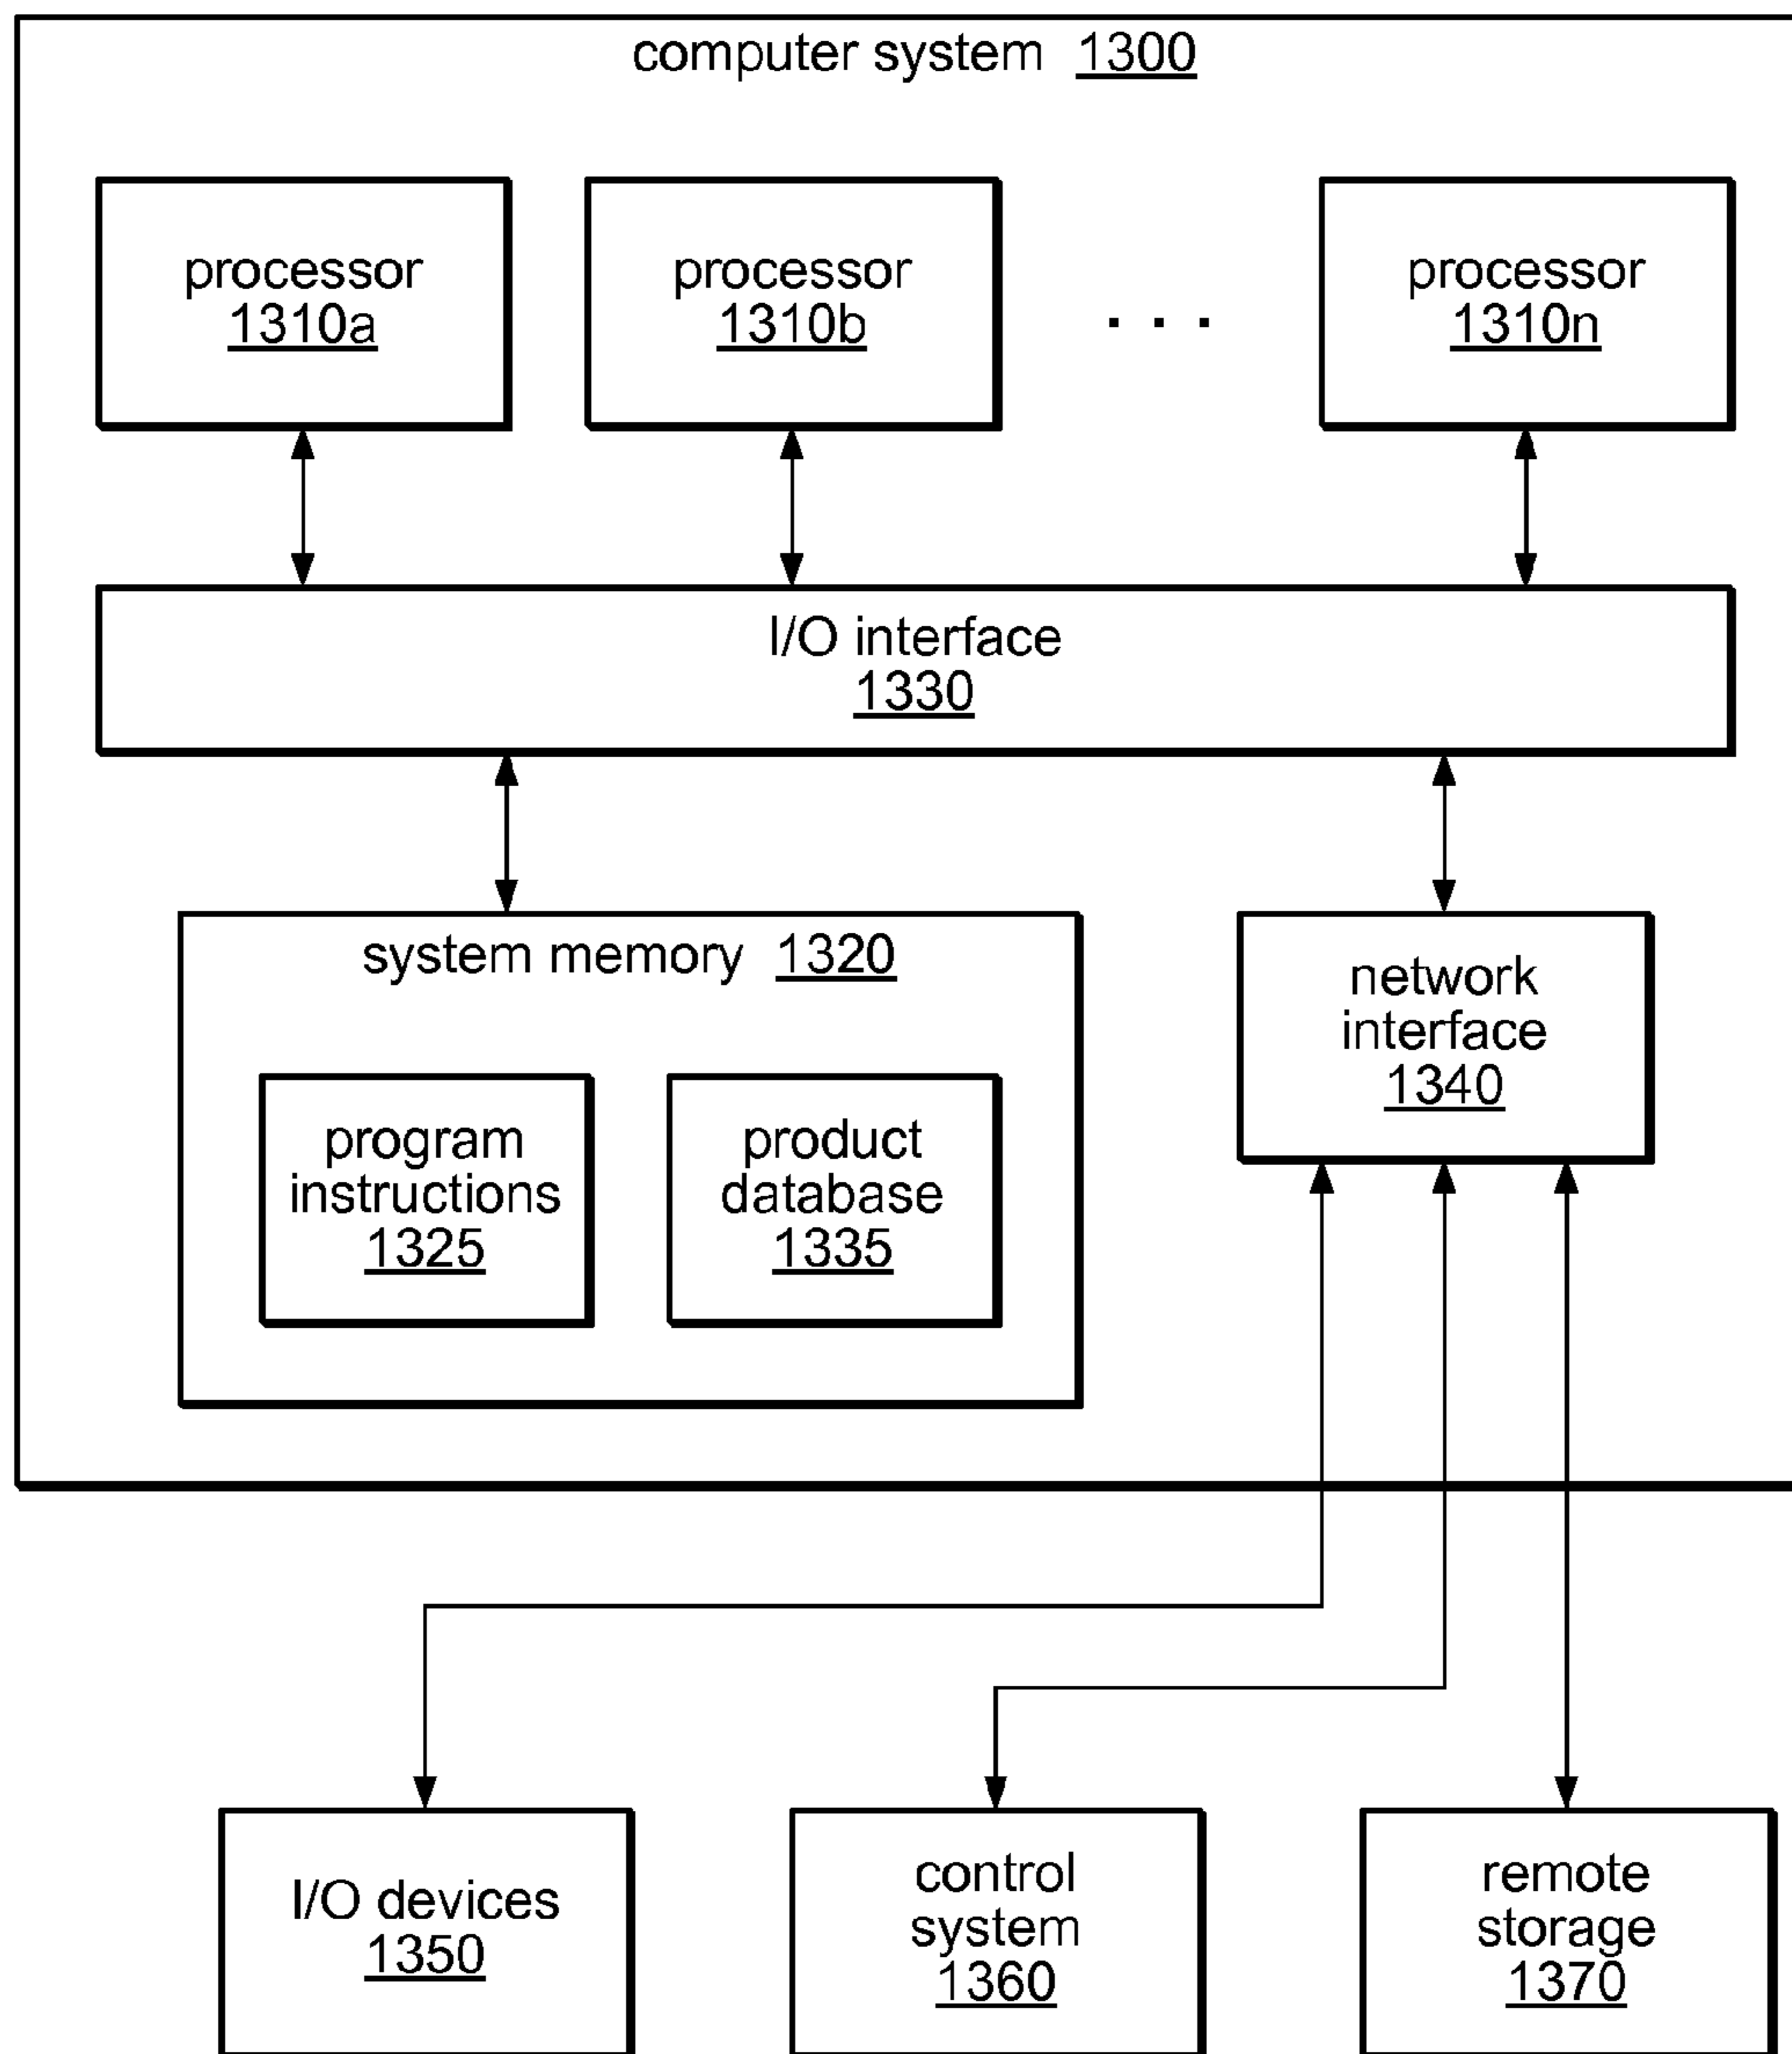 computer system 1300
processor
1310a
processor
1310b
. . .
processor
1310n
I/O interface
1330
system memory 1320
program
instructions
1325
product
database
1335
network
interface
1340
I/O devices
1350
control
system
1360
remote
storage
1370